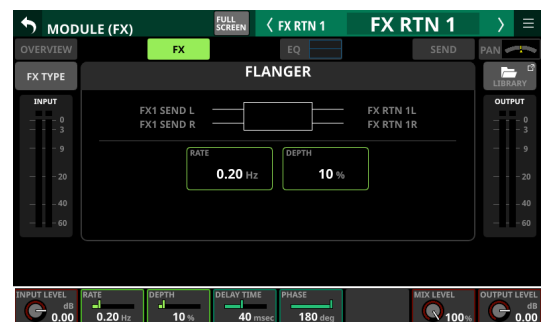 MODULE (FX)
FULL SCREEN
FX RTN 1
FX RTN 1
OVERVIEW
FX
EQ
SEND
PAN
FX TYPE
FLANGER
LIBRARY
INPUT
0
3
9
20
40
60
FX1 SEND L
FX1 SEND R
FX RTN 1L
FX RTN 1R
RATE
0.20 Hz
DEPTH
10 %
OUTPUT
0
3
9
20
40
60
INPUT LEVEL
dB
0.00
RATE
0.20 Hz
DEPTH
10 %
DELAY TIME
40 msec
PHASE
180 deg
MIX LEVEL
100%
OUTPUT LEVEL
dB
0.00